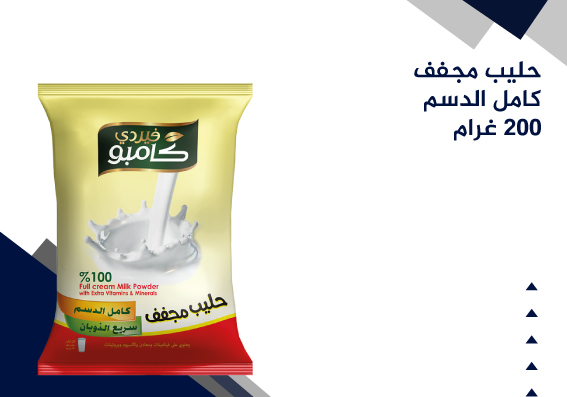 حليب مجفف
كامل الدسم
200 غرام
فيردي
كامبو
%100
Full cream Milk Powder
with Extra Vitamins & Minerals
حليب مجفف
كامل الدسم
سريع الذوبان